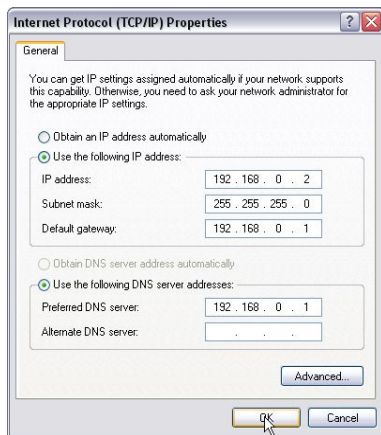 Internet Protocol (TCP/IP) Properties
General
You can get IP settings assigned automatically if your network supports
this capability. Otherwise, you need to ask your network administrator for
the appropriate IP settings.
Obtain an IP address automatically
Use the following IP address:
IP address: 192 . 168 . 0 . 2
Subnet mask: 255 . 255 . 255 . 0
Default gateway: 192 . 168 . 0 . 1
Obtain DNS server address automatically
Use the following DNS server addresses:
Preferred DNS server: 192 . 168 . 0 . 1
Alternate DNS server: . . .
Advanced...
OK Cancel